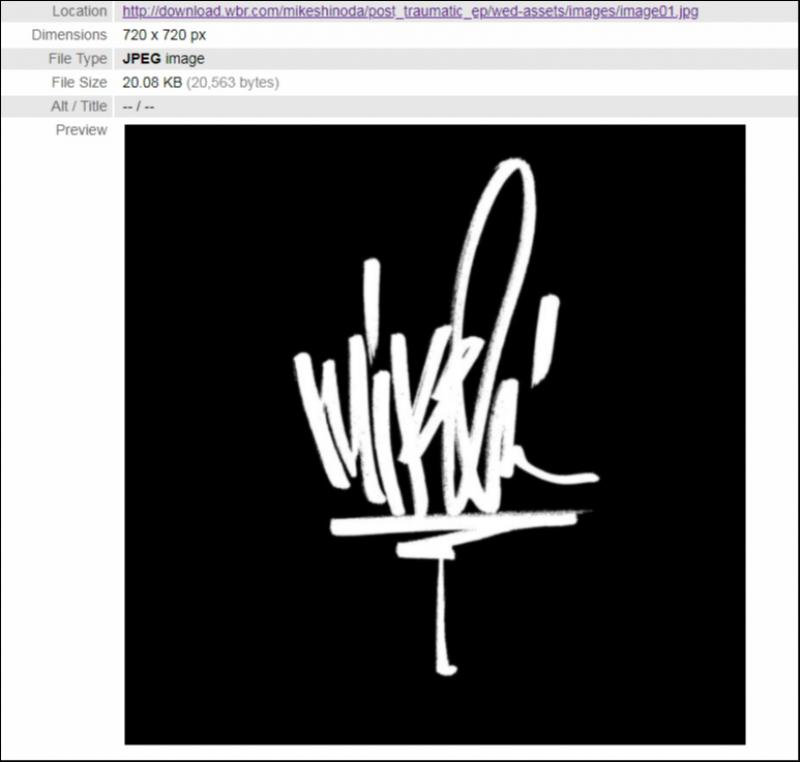 Location http://download.wbr.com/mikeshinoda/post_traumatic_ep/wed-assets/images/image01.jpg
Dimensions 720 x 720 px
File Type JPEG image
File Size 20.08 KB (20,563 bytes)
Alt / Title -- / --
Preview